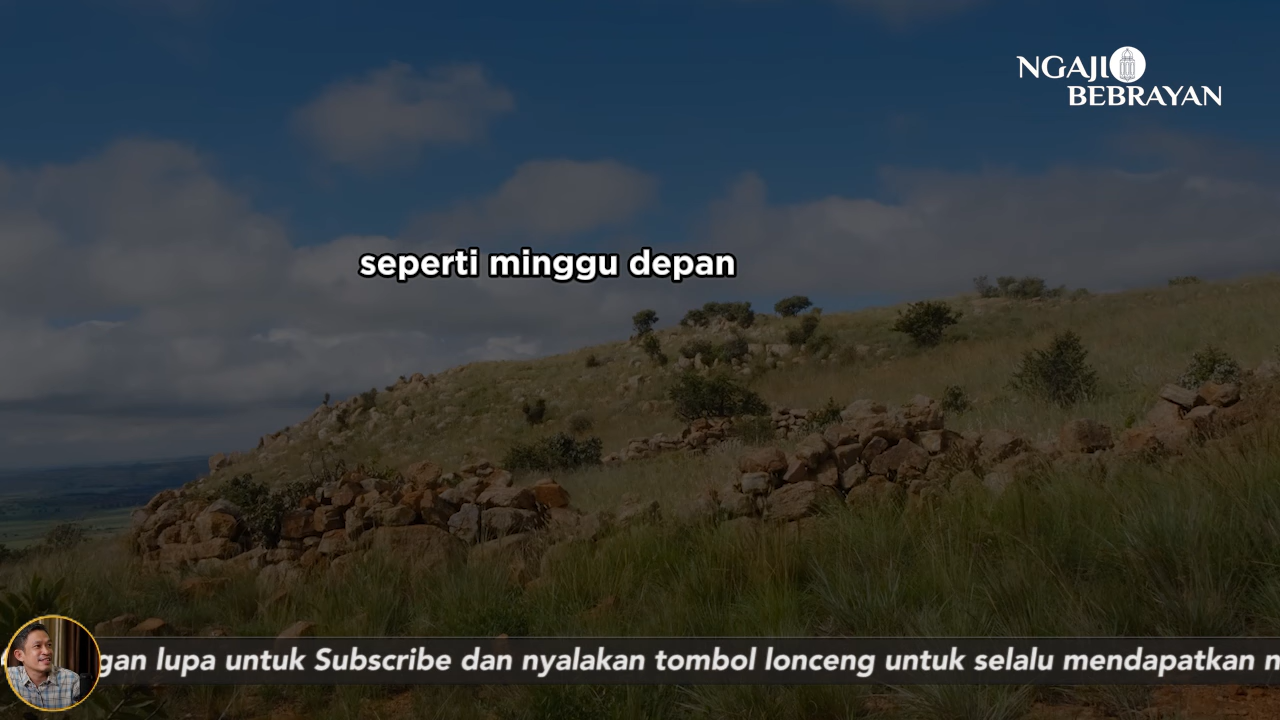 NGAJI
BEBRAYAN
seperti minggu depan
gan lupa untuk Subscribe dan nyalakan tombol lonceng untuk selalu mendapatkan